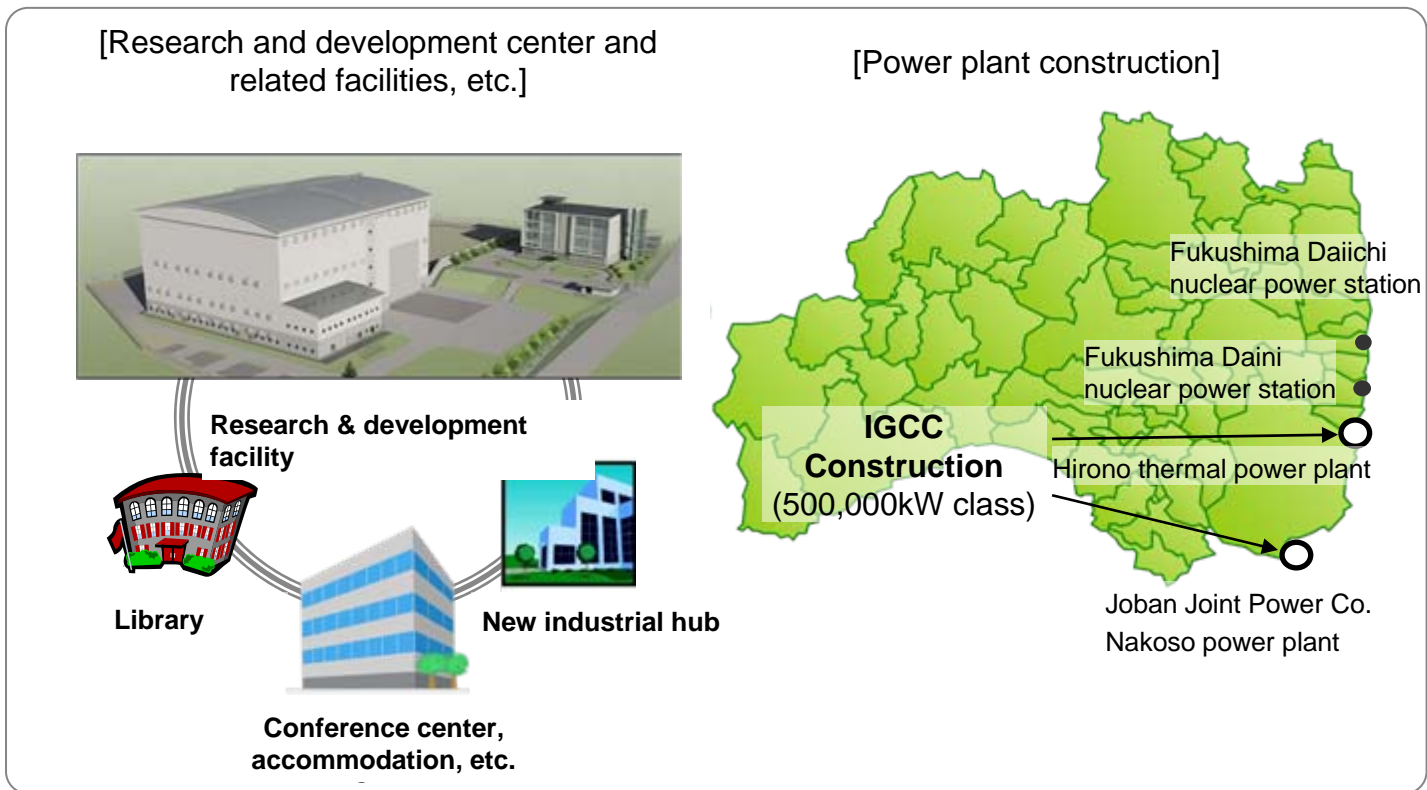 [Research and development center and
related facilities, etc.]
Research & development
facility
Library
New industrial hub
Conference center,
accommodation, etc.
[Power plant construction]
Fukushima Daiichi
nuclear power station
Fukushima Daini
nuclear power station
IGCC
Construction
(500,000kW class)
Hirono thermal power plant
Joban Joint Power Co.
Nakoso power plant